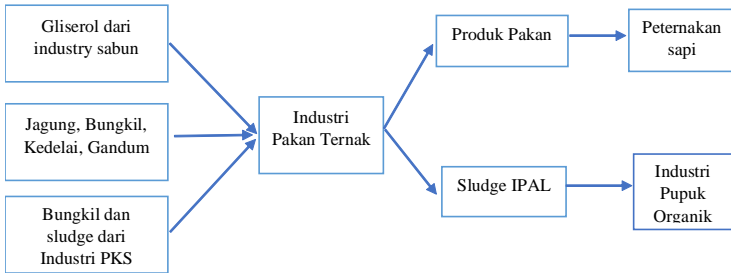 Gliserol dari
industry sabun
Jagung, Bungkil,
Kedelai, Gandum
Bungkil dan
sludge dari
Industri PKS
Industri
Pakan Ternak
Produk Pakan
Peternakan
sapi
Sludge IPAL
Industri
Pupuk
Organik